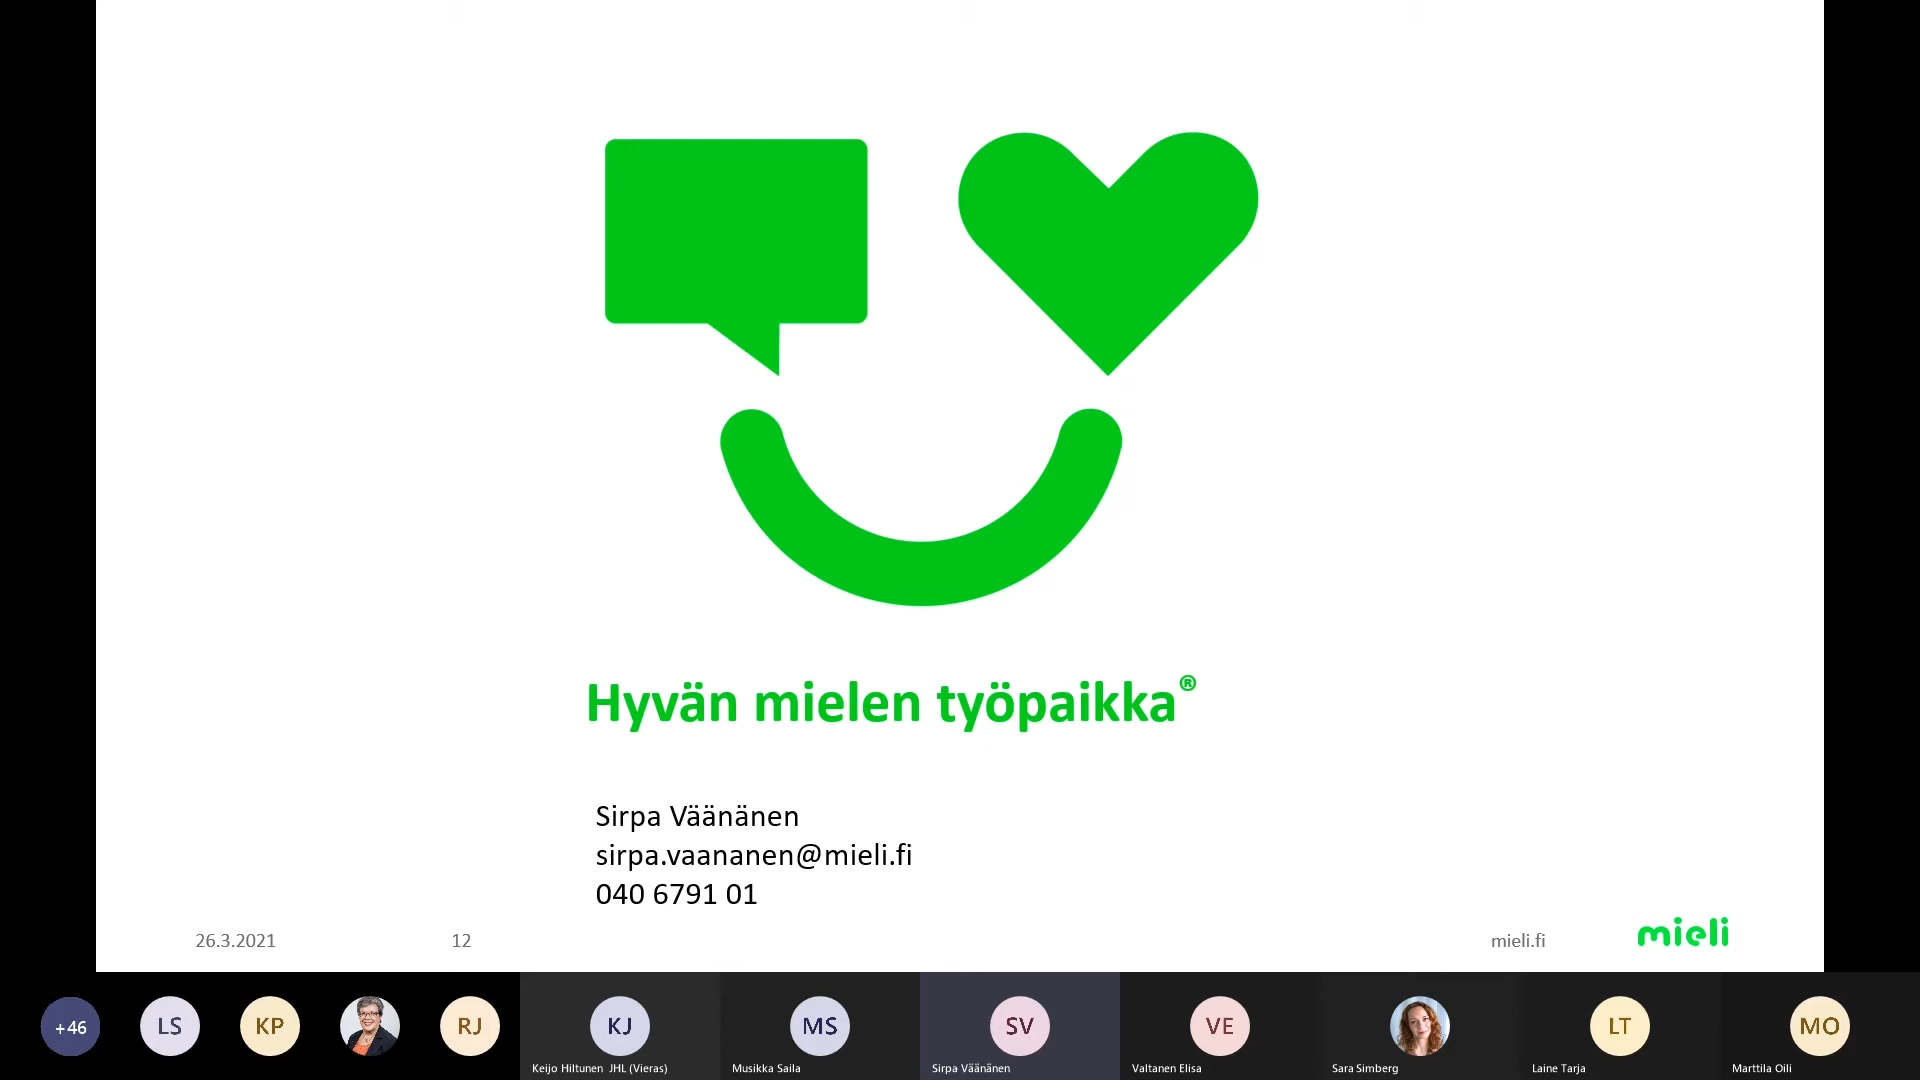 Hyvän mielen työpaikka®
Sirpa Väänänen
sirpa.vaananen@mieli.fi
040 6791 01
26.3.2021
12
mieli.fi
mieli
+46
LS
KP
RJ
KJ
MS
SV
VE
LT
MO
Keijo Hiltunen JHL (Vieras)
Musikka Saila
Sirpa Väänänen
Valtanen Elisa
Sara Simberg
Laine Tarja
Marttila Oili